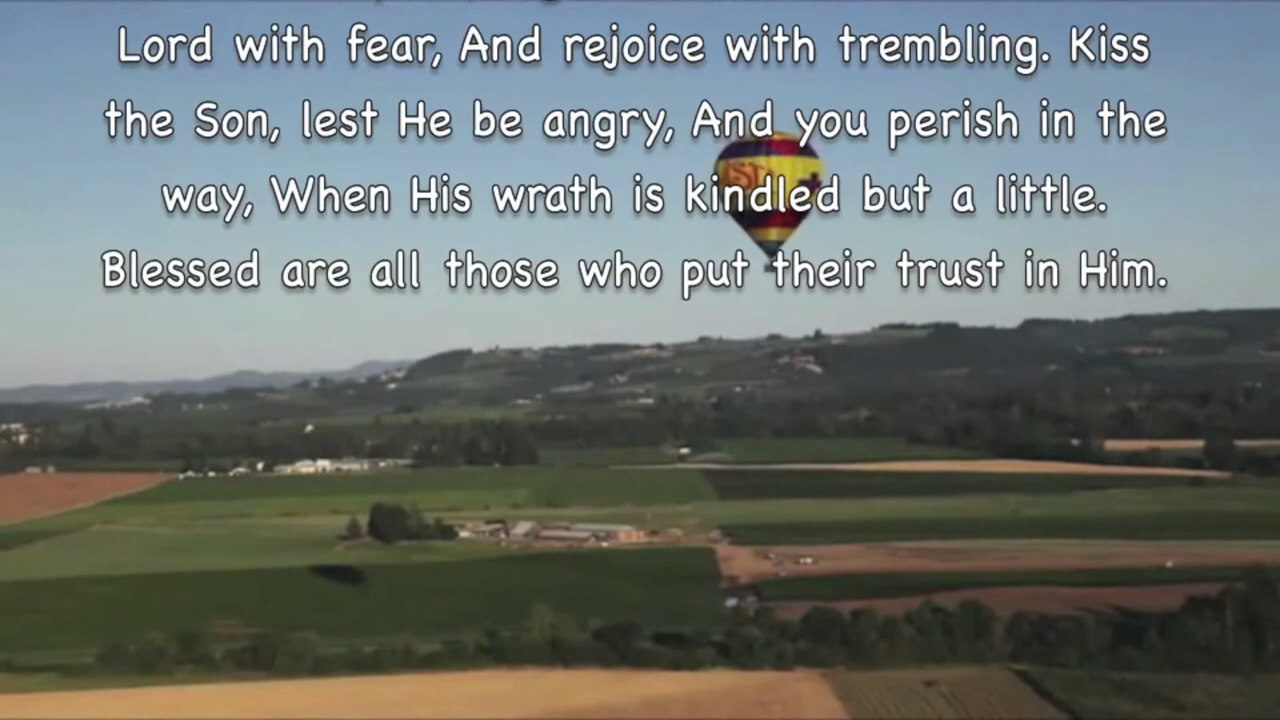 Lord with fear, And rejoice with trembling. Kiss
the Son, lest He be angry, And you perish in the
way, When His wrath is kindled but a little.
Blessed are all those who put their trust in Him.